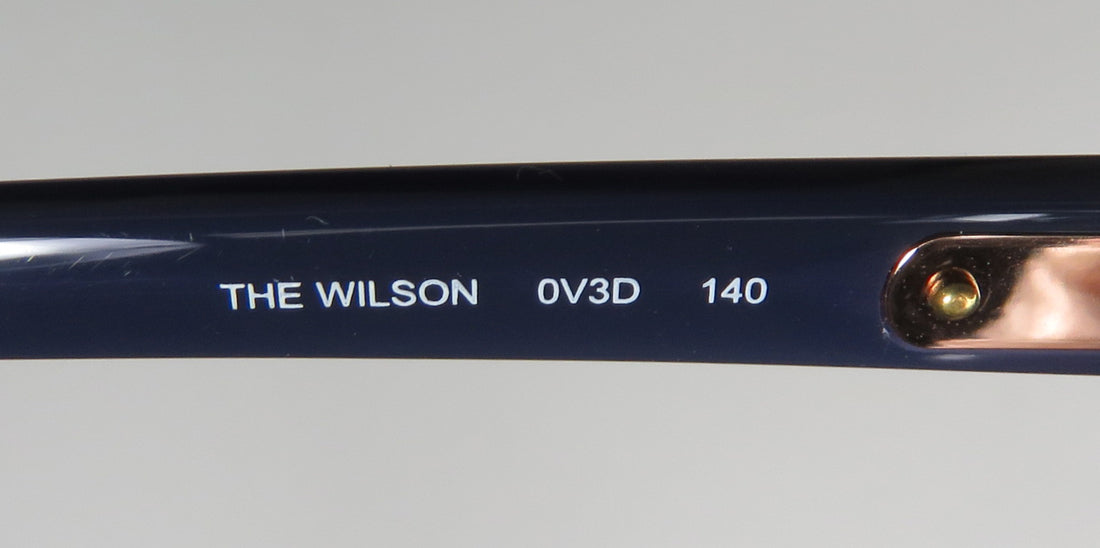 THE WILSON 0V3D 140